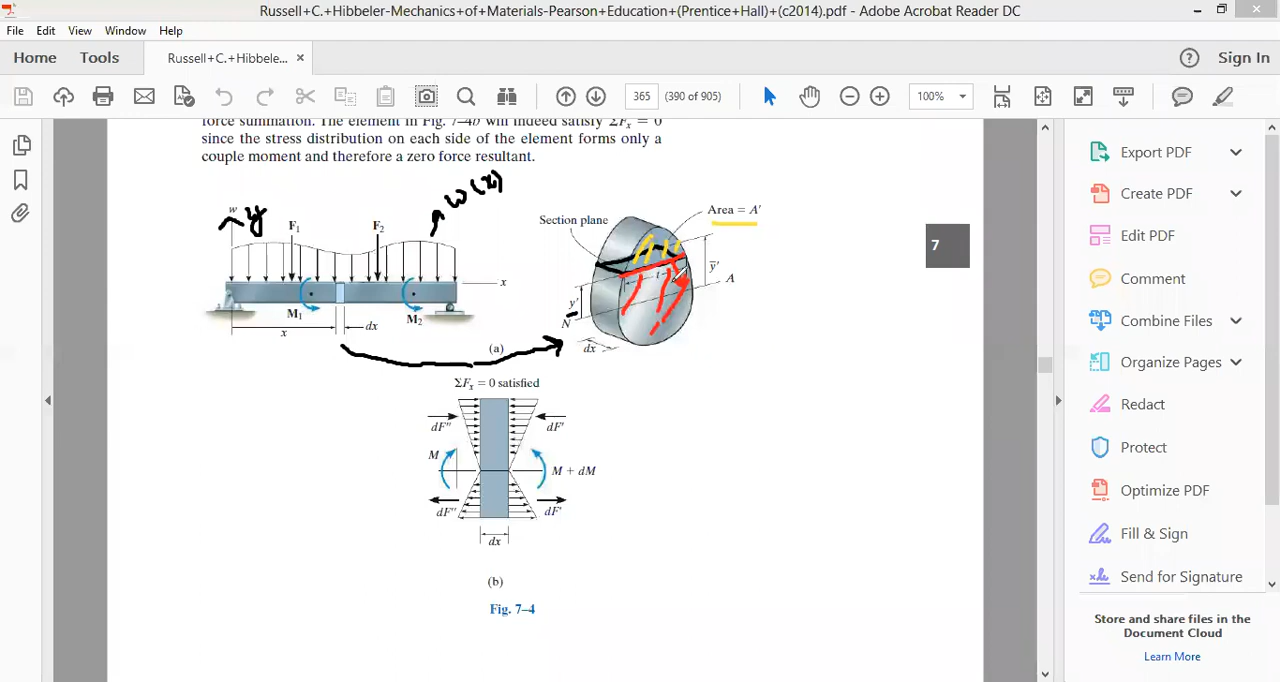 Russell+C.+Hibbeler-Mechanics+of+Materials-Pearson+Education+(Prentice+Hall)+(c2014).pdf - Adobe Acrobat Reader DC
File Edit View Window Help
Home Tools Russell+C.+Hibbele... × Sign In
365 (390 of 905) 100%
force summation. The element in Fig. 7–4b will indeed satisfy ΣFx = 0
since the stress distribution on each side of the element forms only a
couple moment and therefore a zero force resultant.
w(x)
w y
F1 F2
x
M1 M2
x dx
(a)
Section plane
Area = A'
t
ȳ'
A
y'
N
dx
7
ΣFx = 0 satisfied
dF'' dF'
M M + dM
dF'' dF'
dx
(b)
Fig. 7–4
Export PDF
Create PDF
Edit PDF
Comment
Combine Files
Organize Pages
Redact
Protect
Optimize PDF
Fill & Sign
Send for Signature
Store and share files in the
Document Cloud
Learn More